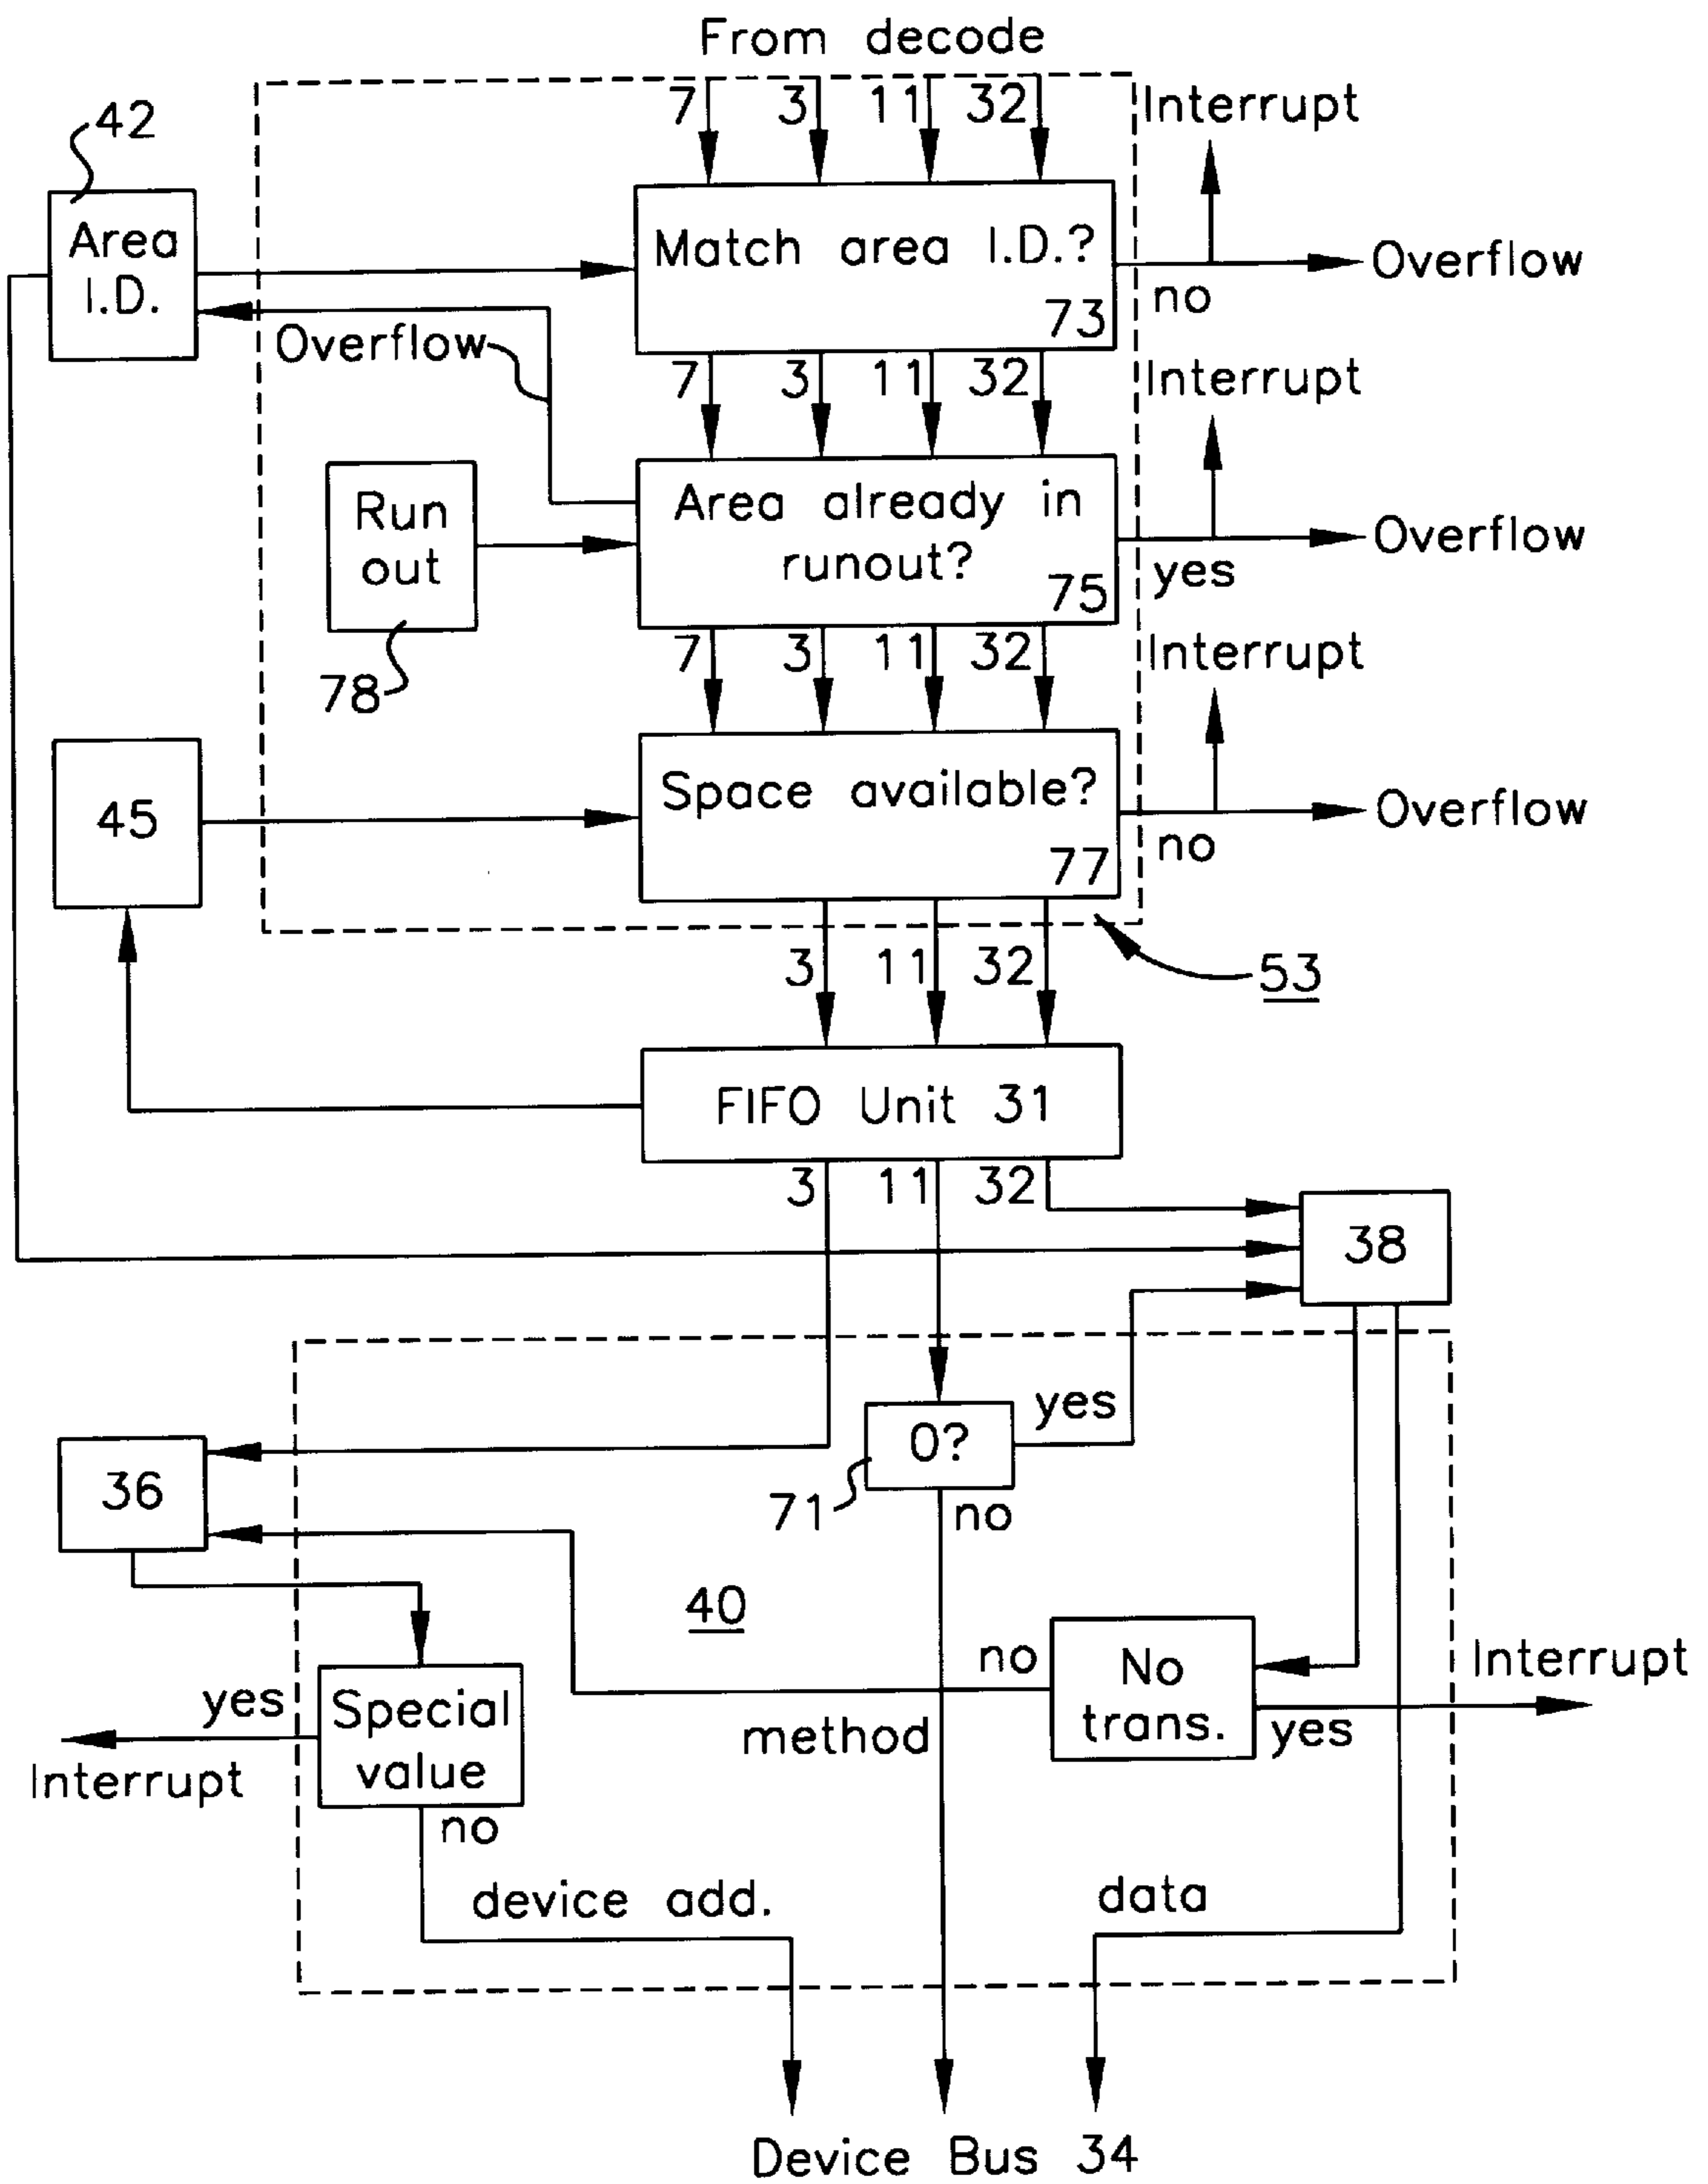 From decode
7 3 11 32
Interrupt
42
Area
I.D.
Match area I.D.?
73
no
Overflow
Overflow
7 3 11 32
Interrupt
Run
out
78
Area already in
runout?
75
yes
Overflow
7 3 11 32
Interrupt
45
Space available?
77
no
Overflow
3 11 32
53
FIFO Unit 31
3 11 32
38
0?
yes
71
no
36
40
no
No
trans.
yes
Interrupt
yes
Interrupt
Special
value
no
method
device add.
data
Device Bus 34